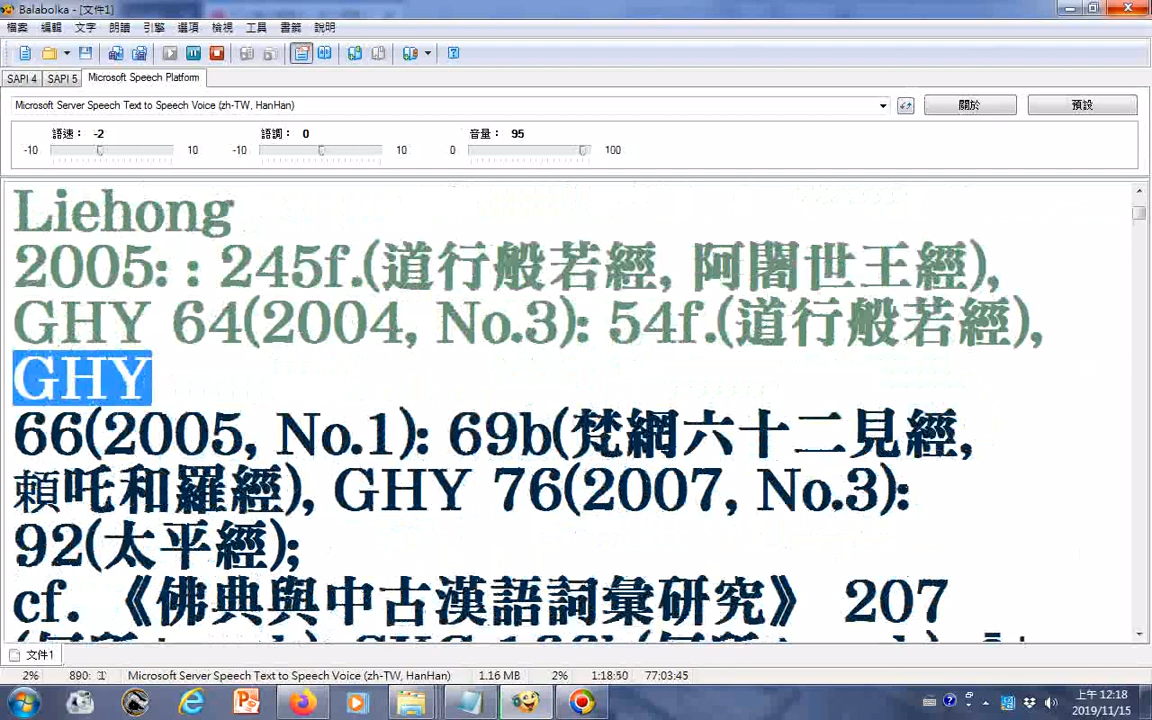 Balabolka - [文件1]
檔案 編輯 文字 朗讀 引擎 選項 檢視 工具 書籤 說明
SAPI 4 SAPI 5 Microsoft Speech Platform
Microsoft Server Speech Text to Speech Voice (zh-TW, HanHan) 關於 預設
語速： -2 語調： 0 音量： 95
-10 10 -10 10 0 100
Liehong
2005: : 245f.(道行般若經, 阿闍世王經),
GHY 64(2004, No.3): 54f.(道行般若經),
GHY
66(2005, No.1): 69b(梵網六十二見經,
頼吒和羅經), GHY 76(2007, No.3):
92(太平經);
cf. 《佛典與中古漢語詞彙研究》 207
文件1
2% 890: 1 Microsoft Server Speech Text to Speech Voice (zh-TW, HanHan) 1.16 MB 2% 1:18:50 77:03:45
上午 12:18
2019/11/15